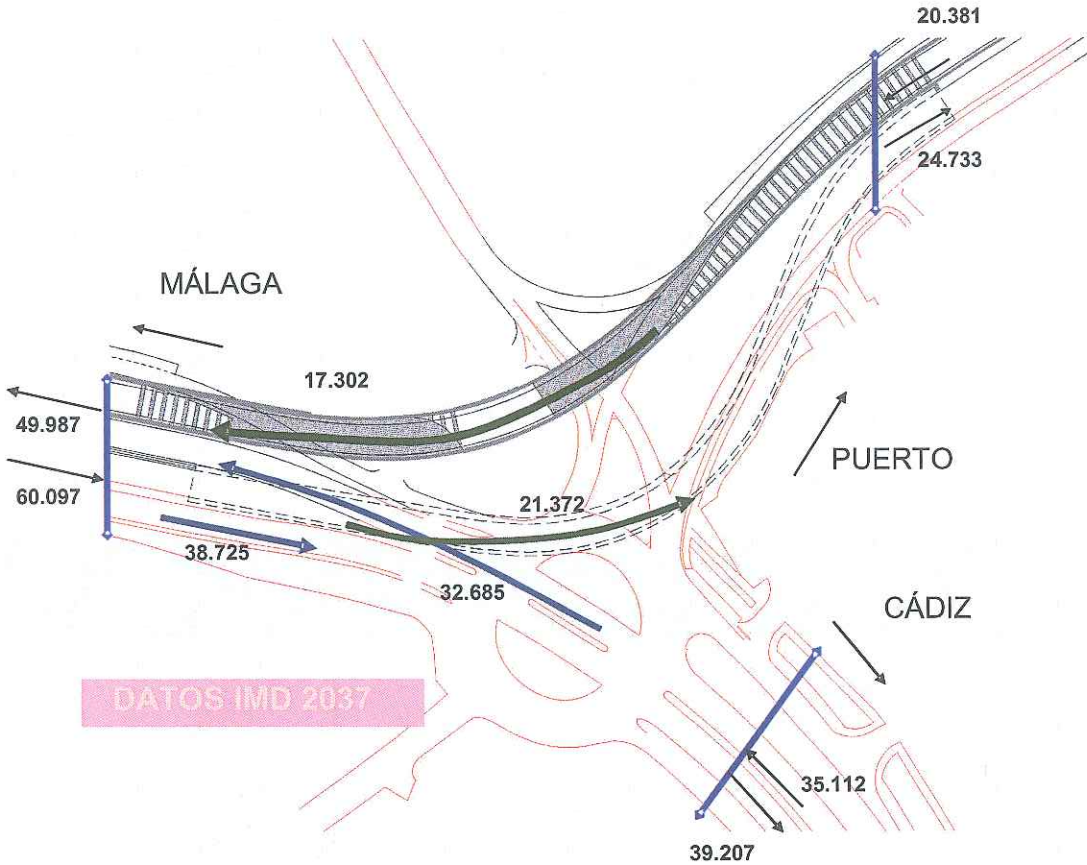 20.381
24.733
MÁLAGA
17.302
49.987
60.097
PUERTO
21.372
38.725
32.685
CÁDIZ
DATOS IMD 2037
35.112
39.207